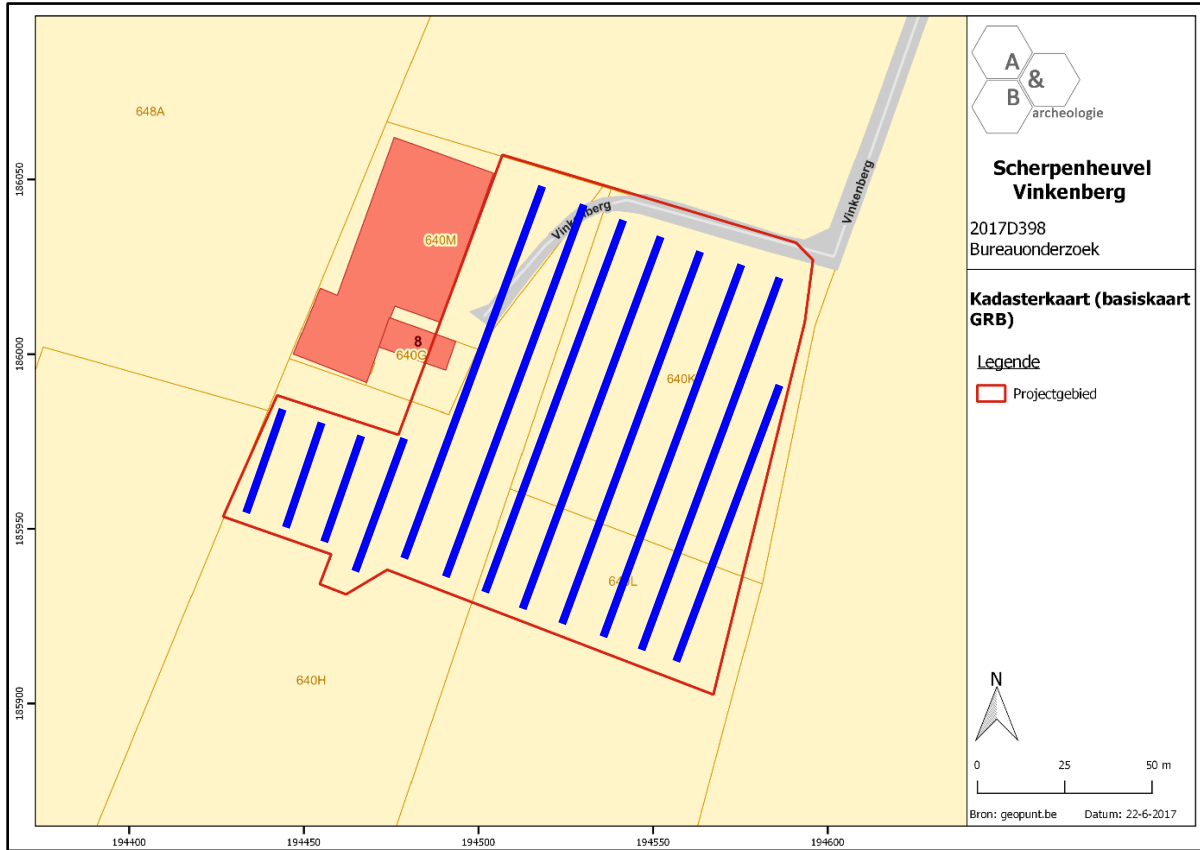 648A
640M
8
640G
640K
640L
640H
Vinkenberg
Vinkenberg
186050
186000
185950
185900
194400
194450
194500
194550
194600
A
&
B
archeologie
Scherpenheuvel
Vinkenberg
2017D398
Bureauonderzoek
Kadasterkaart (basiskaart
GRB)
Legende
Projectgebied
N
0 25 50 m
Bron: geopunt.be Datum: 22-6-2017